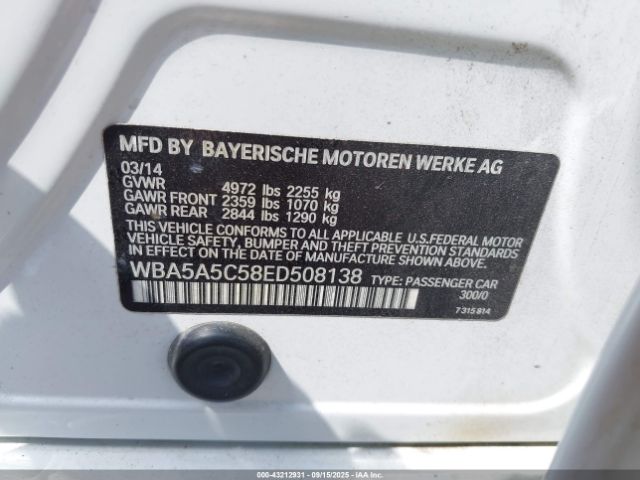 MFD BY BAYERISCHE MOTOREN WERKE AG
03/14
GVWR 4972 lbs 2255 kg
GAWR FRONT 2359 lbs 1070 kg
GAWR REAR 2844 lbs 1290 kg
THIS VEHICLE CONFORMS TO ALL APPLICABLE U.S.FEDERAL MOTOR
VEHICLE SAFETY, BUMPER AND THEFT PREVENTION STANDARDS
IN EFFECT ON THE DATE OF MANUFACTURE SHOWN ABOVE.
WBA5A5C58ED508138 TYPE: PASSENGER CAR
300/0
7315814
000-43212931 - 09/15/2025 - IAA Inc.